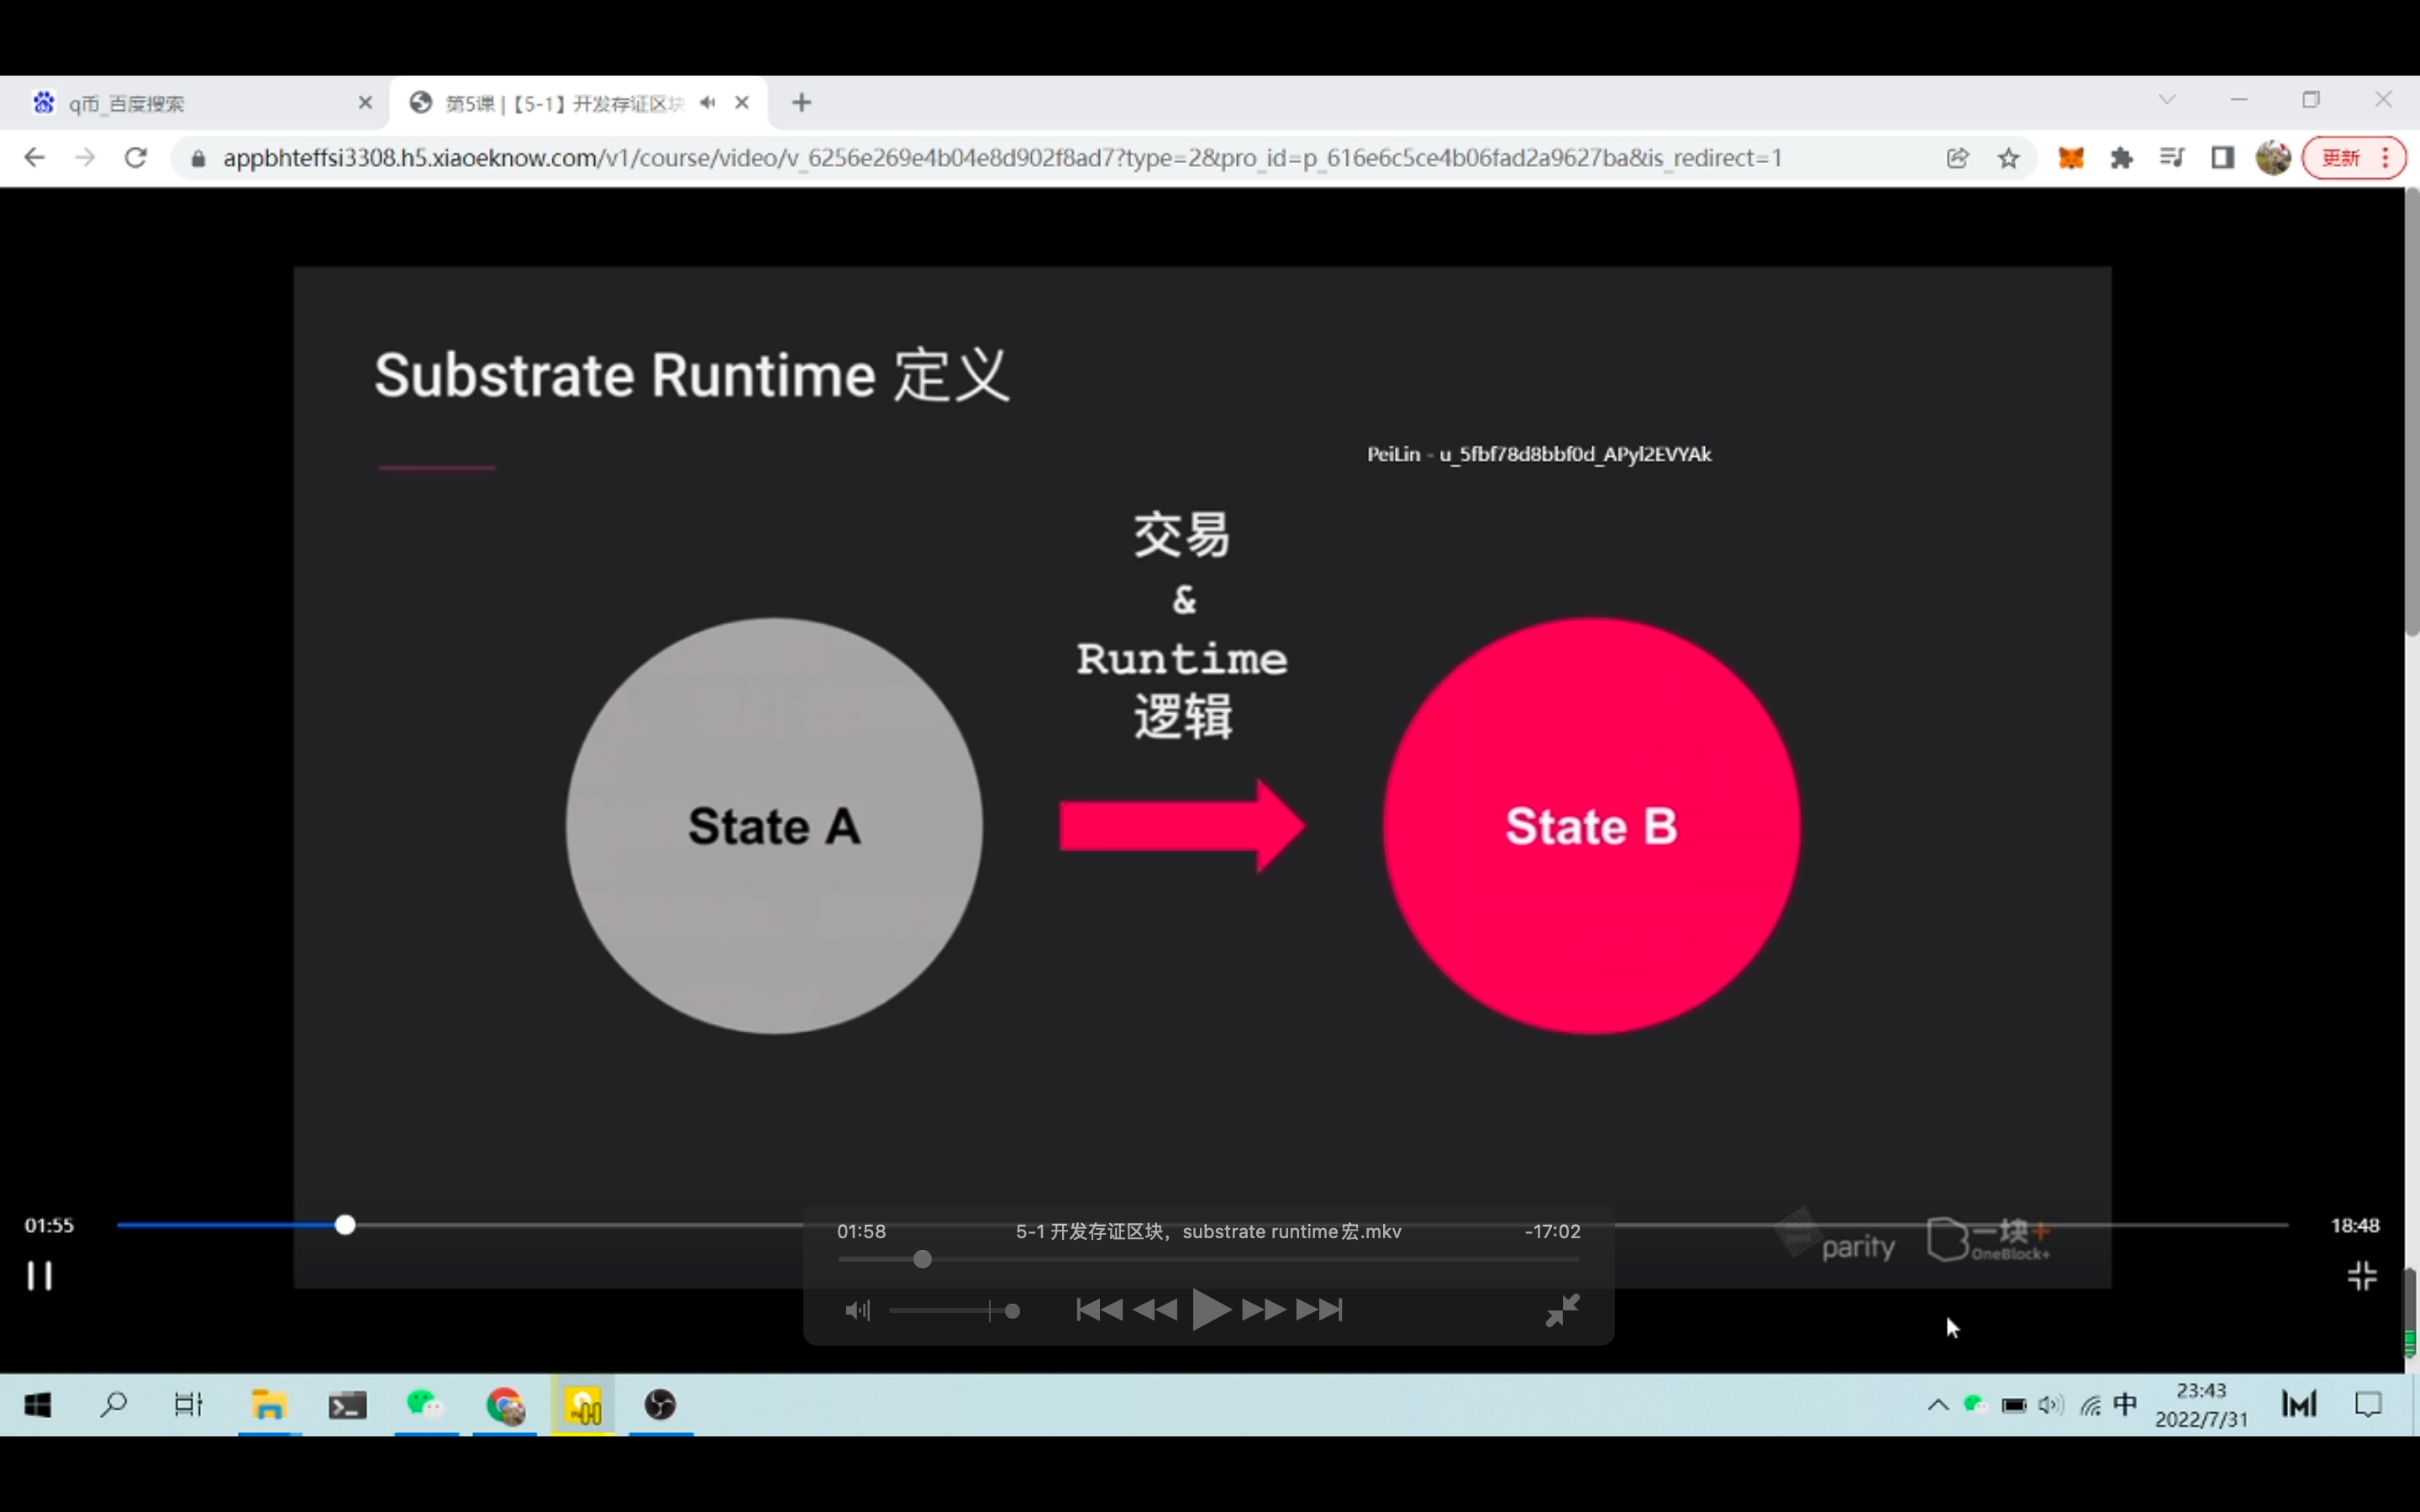 q币_百度搜索
第5课 |【5-1】开发存证区块
appbhteffsi3308.h5.xiaoeknow.com/v1/course/video/v_6256e269e4b04e8d902f8ad7?type=2&pro_id=p_616e6c5ce4b06fad2a9627ba&is_redirect=1
更新
Substrate Runtime 定义
PeiLin - u_5fbf78d8bbf0d_APyl2EVYAk
交易
&
Runtime
逻辑
State A
State B
01:55
18:48
01:58
5-1 开发存证区块，substrate runtime宏.mkv
-17:02
parity
一块+
OneBlock+
中
23:43
2022/7/31